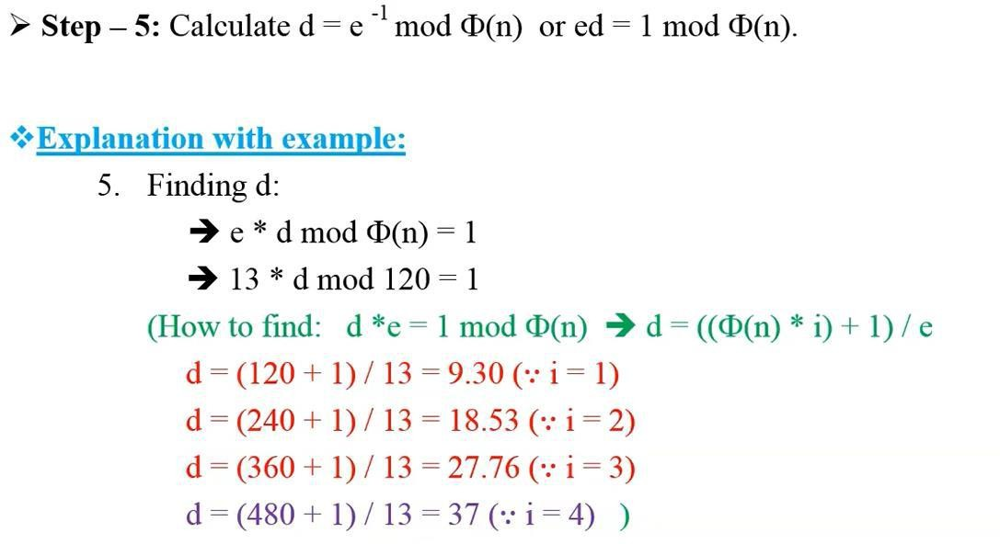 ➢ Step – 5: Calculate d = e ⁻¹ mod Φ(n) or ed = 1 mod Φ(n).
❖Explanation with example:
5. Finding d:
➔ e * d mod Φ(n) = 1
➔ 13 * d mod 120 = 1
(How to find: d *e = 1 mod Φ(n) ➔ d = ((Φ(n) * i) + 1) / e
d = (120 + 1) / 13 = 9.30 (∵ i = 1)
d = (240 + 1) / 13 = 18.53 (∵ i = 2)
d = (360 + 1) / 13 = 27.76 (∵ i = 3)
d = (480 + 1) / 13 = 37 (∵ i = 4) )